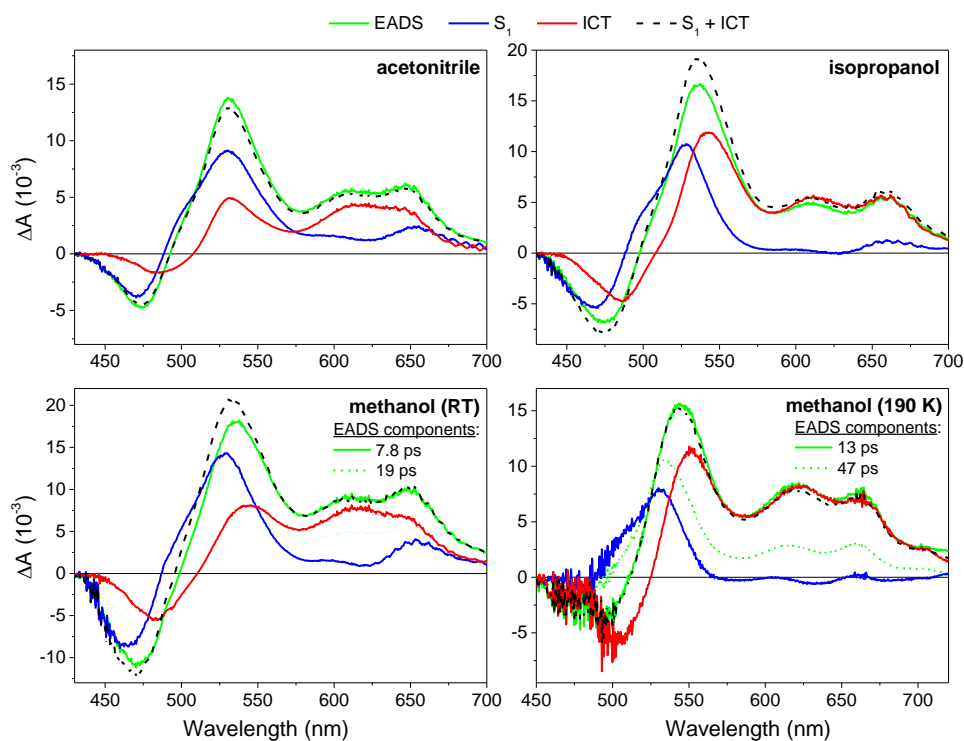 EADS S₁ ICT S₁ + ICT
acetonitrile
isopropanol
ΔA (10⁻³)
15
10
5
0
-5
450 500 550 600 650 700
20
15
10
5
0
-5
450 500 550 600 650 700
methanol (RT)
EADS components:
7.8 ps
19 ps
methanol (190 K)
EADS components:
13 ps
47 ps
ΔA (10⁻³)
20
15
10
5
0
-5
-10
450 500 550 600 650 700
15
10
5
0
-5
450 500 550 600 650 700
Wavelength (nm)
Wavelength (nm)